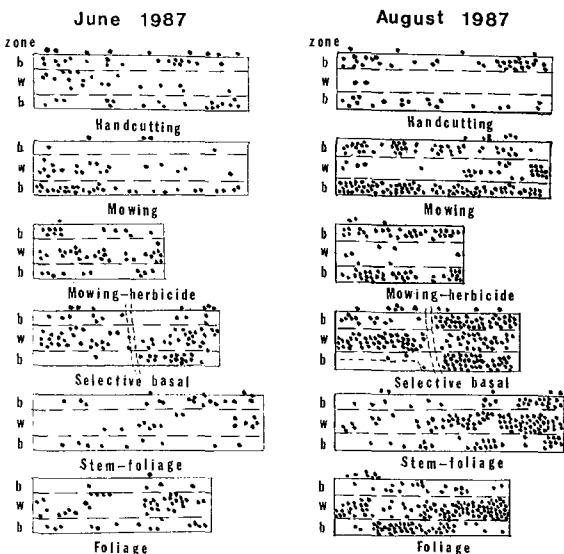 June 1987
August 1987
zone
b
w
b
Handcutting
b
w
b
Mowing
b
w
b
Mowing-herbicide
b
w
b
Selective basal
b
w
b
Stem-foliage
b
w
b
Foliage
zone
b
w
b
Handcutting
b
w
b
Mowing
b
w
b
Mowing-herbicide
b
w
b
Selective basal
b
w
b
Stem-foliage
b
w
b
Foliage